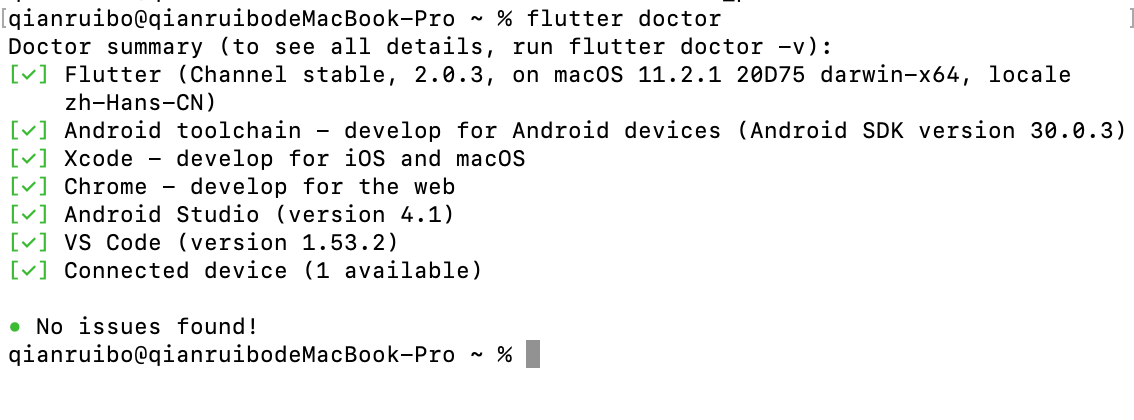 [qianruibo@qianruibodeMacBook-Pro ~ % flutter doctor ]
Doctor summary (to see all details, run flutter doctor -v):
[✓] Flutter (Channel stable, 2.0.3, on macOS 11.2.1 20D75 darwin-x64, locale
zh-Hans-CN)
[✓] Android toolchain - develop for Android devices (Android SDK version 30.0.3)
[✓] Xcode - develop for iOS and macOS
[✓] Chrome - develop for the web
[✓] Android Studio (version 4.1)
[✓] VS Code (version 1.53.2)
[✓] Connected device (1 available)
• No issues found!
qianruibo@qianruibodeMacBook-Pro ~ %